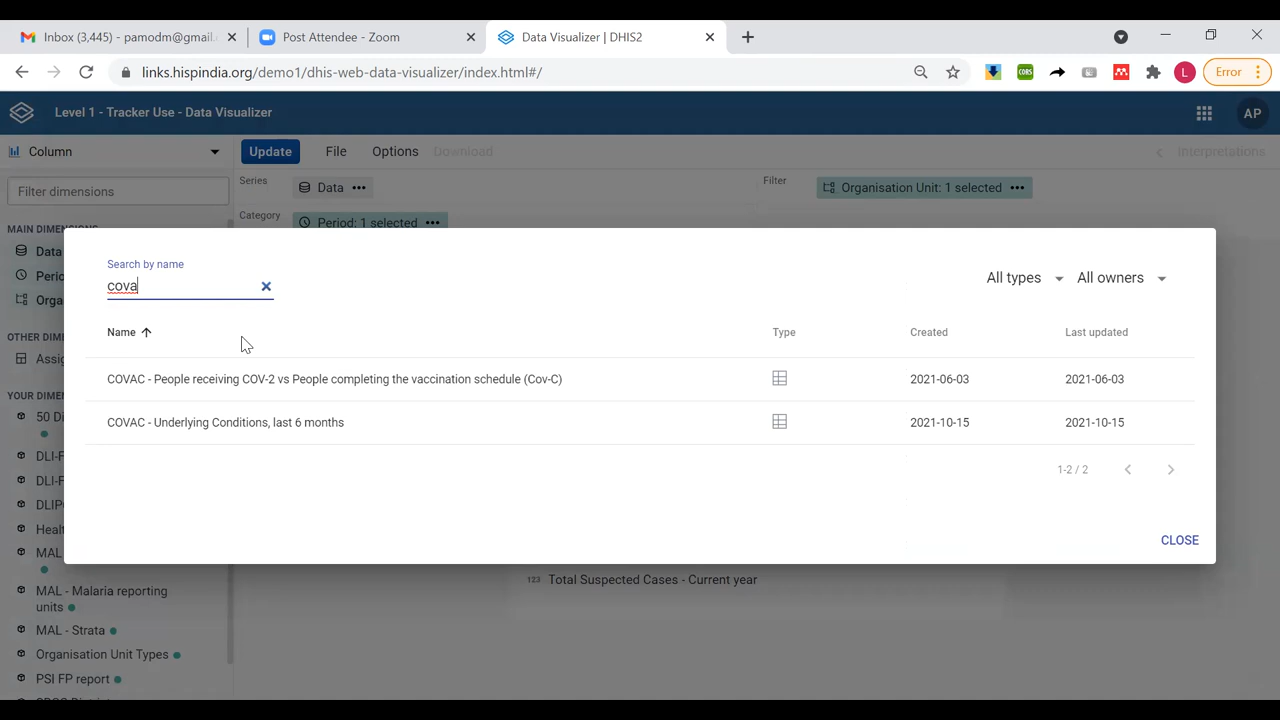 Inbox (3,445) - pamodm@gmail.
Post Attendee - Zoom
Data Visualizer | DHIS2
links.hispindia.org/demo1/dhis-web-data-visualizer/index.html#/
CORS
L
Error
Level 1 - Tracker Use - Data Visualizer
AP
Column
Update
File
Options
Download
Interpretations
Filter dimensions
Series
Data
Filter
Organisation Unit: 1 selected
Category
Period: 1 selected
MAIN DIMENSIONS
Data
Search by name
cova
All types
All owners
Name
Type
Created
Last updated
COVAC - People receiving COV-2 vs People completing the vaccination schedule (Cov-C)
2021-06-03
2021-06-03
COVAC - Underlying Conditions, last 6 months
2021-10-15
2021-10-15
1-2 / 2
CLOSE
MAL - Malaria reporting
units
MAL - Strata
Organisation Unit Types
PSI FP report
123 Total Suspected Cases - Current year